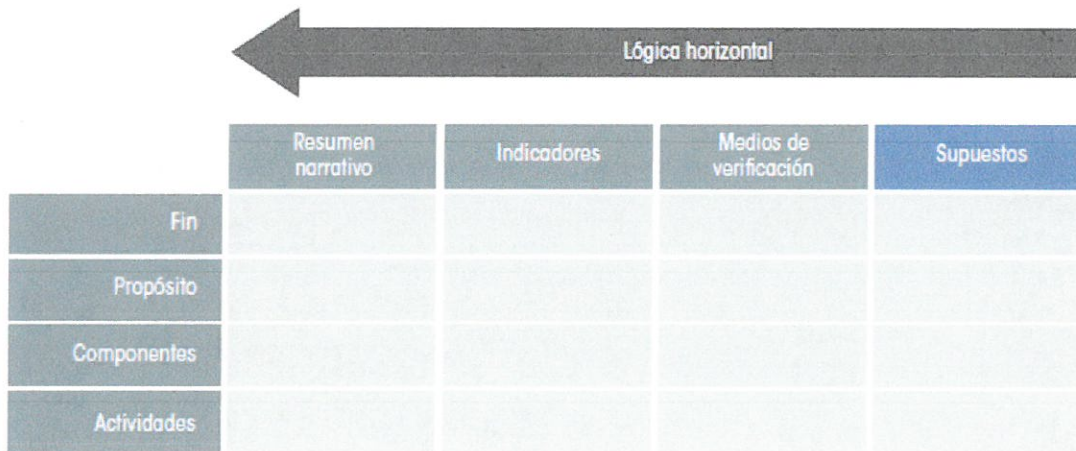 Lógica horizontal
Resumen
narrativo
Indicadores
Medios de
verificación
Supuestos
Fin
Propósito
Componentes
Actividades